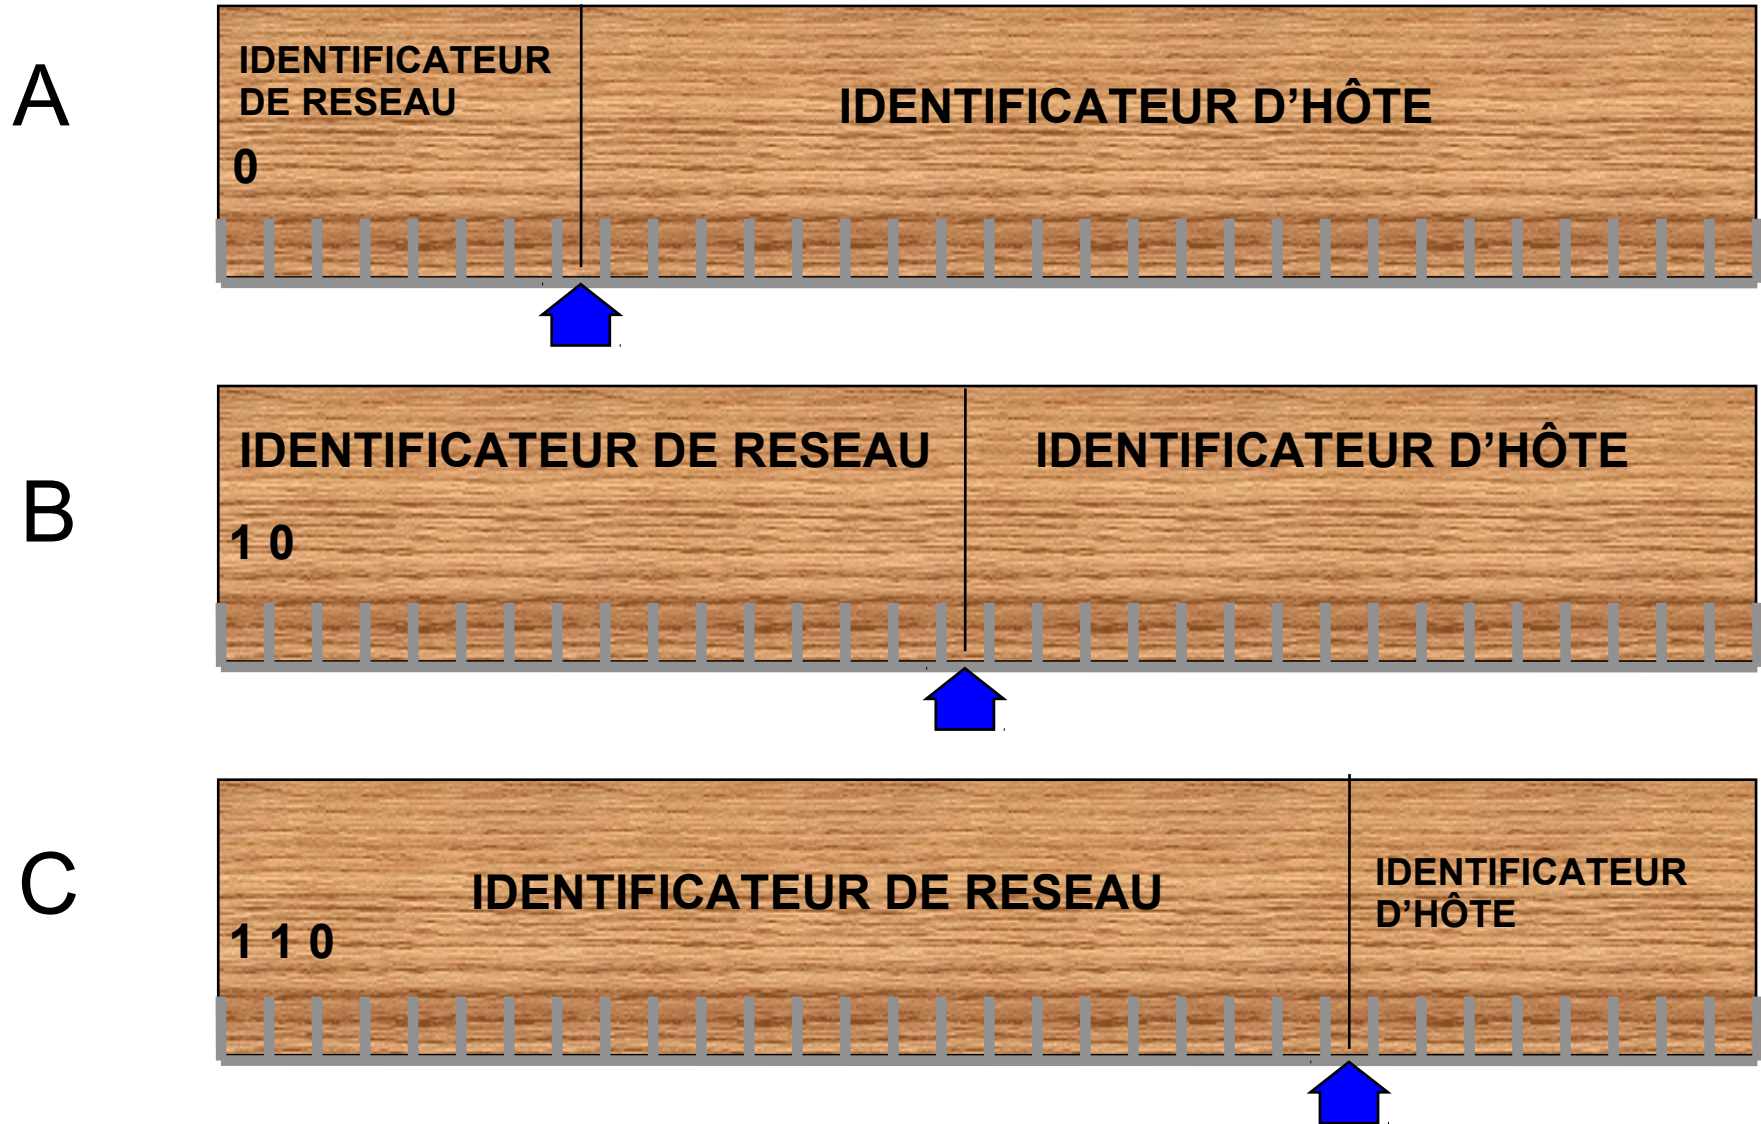 A
IDENTIFICATEUR
DE RESEAU
IDENTIFICATEUR D’HÔTE
0
B
IDENTIFICATEUR DE RESEAU
IDENTIFICATEUR D’HÔTE
1 0
C
IDENTIFICATEUR DE RESEAU
IDENTIFICATEUR
D’HÔTE
1 1 0